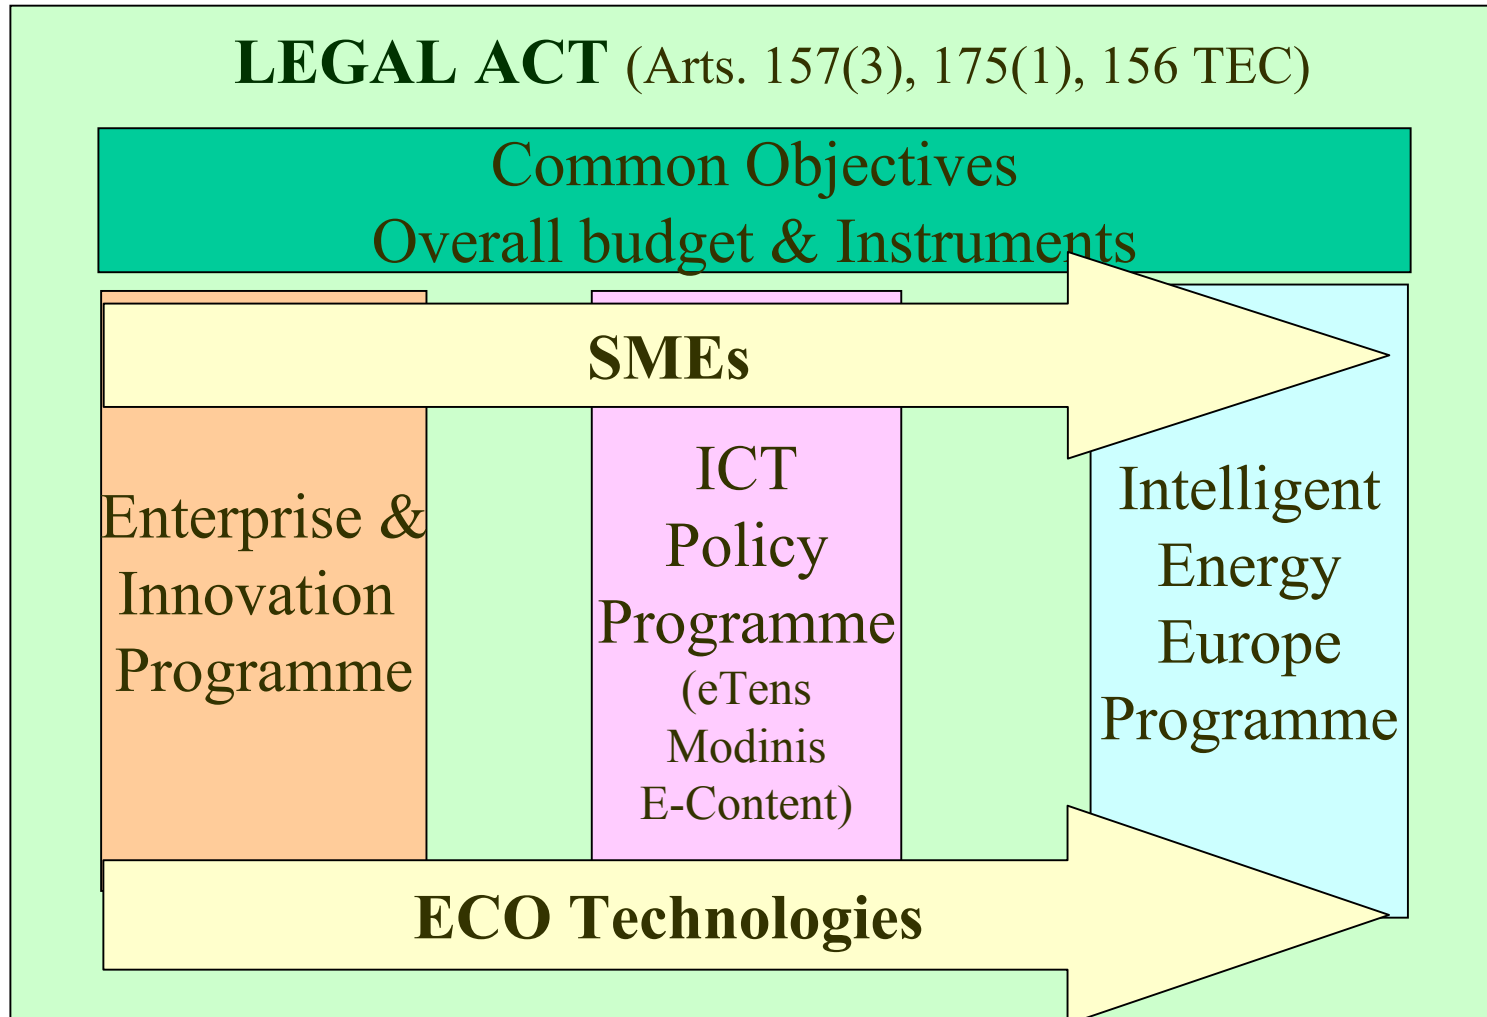 LEGAL ACT (Arts. 157(3), 175(1), 156 TEC)
Common Objectives
Overall budget & Instruments
SMEs
Enterprise &
Innovation
Programme
ICT
Policy
Programme
(eTens
Modinis
E-Content)
Intelligent
Energy
Europe
Programme
ECO Technologies